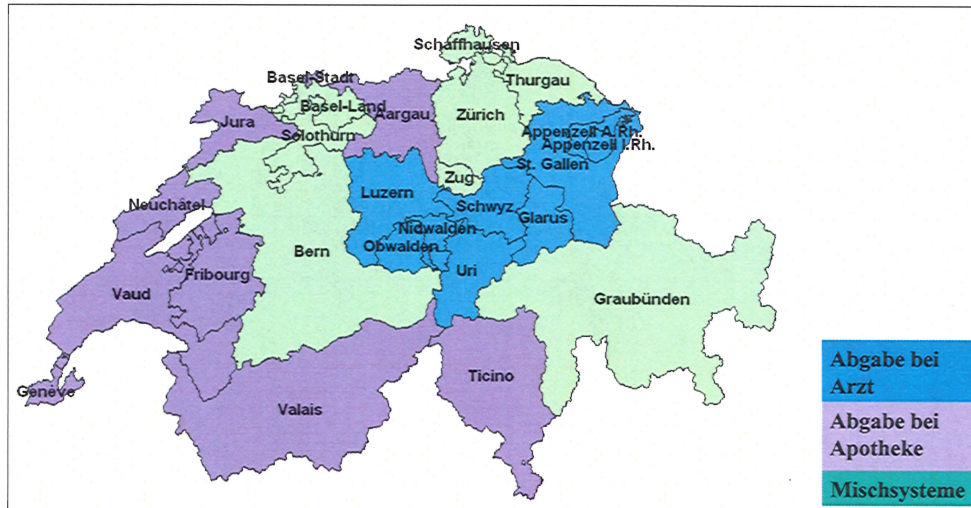 Schaffhausen
Basel-Stadt
Thurgau
Basel-Land
Aargau
Zürich
Jura
Solothurn
Appenzell A.Rh.
Appenzell I.Rh.
St. Gallen
Zug
Luzern
Neuchâtel
Schwyz
Glarus
Nidwalden
Obwalden
Bern
Uri
Fribourg
Vaud
Graubünden
Ticino
Genève
Valais
Abgabe bei
Arzt
Abgabe bei
Apotheke
Mischsysteme